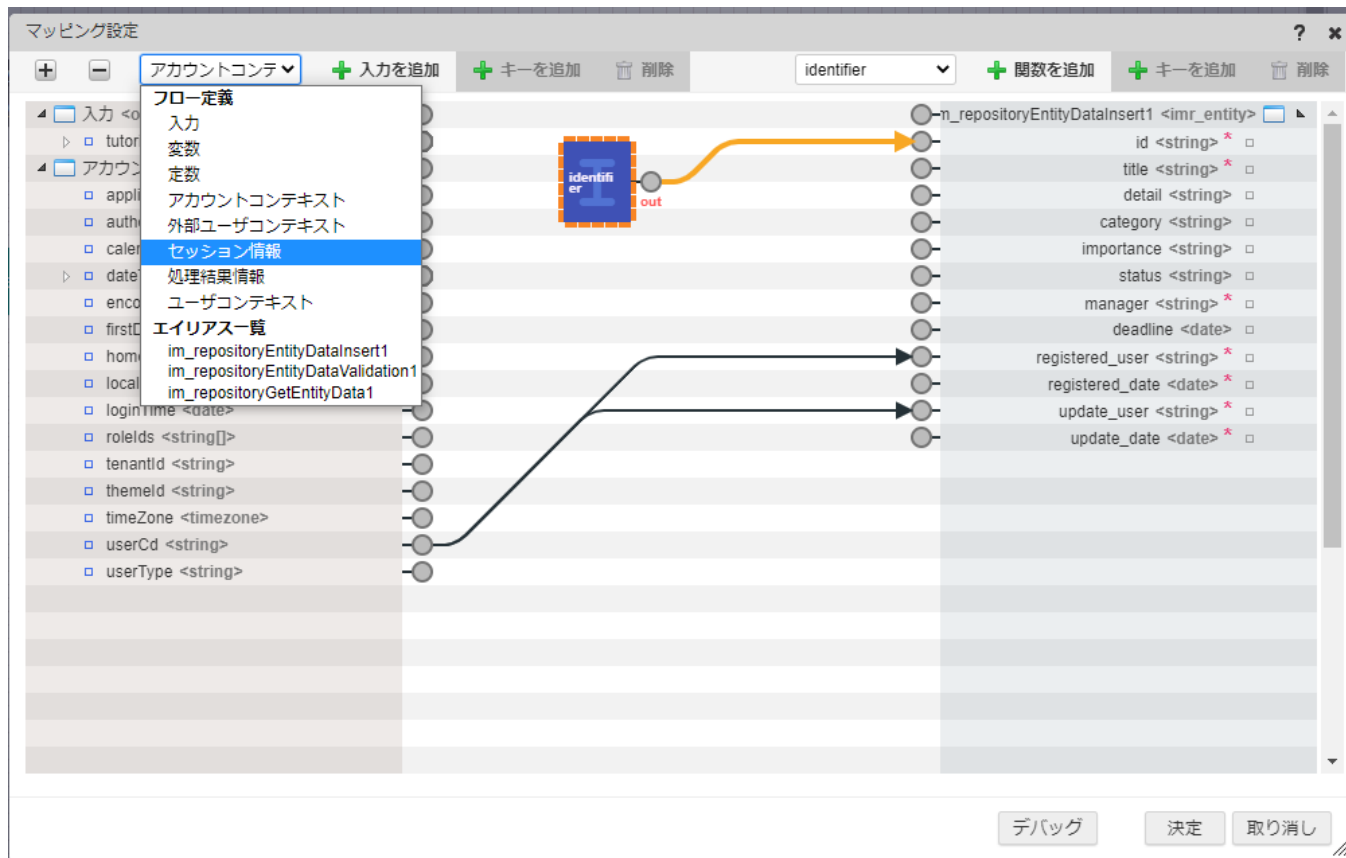 マッピング設定
? ×
アカウントコンテ 入力を追加 キーを追加 削除 identifier 関数を追加 キーを追加 削除
フロー定義
入力
変数
定数
アカウントコンテキスト
外部ユーザコンテキスト
セッション情報
処理結果情報
ユーザコンテキスト
エイリアス一覧
im_repositoryEntityDataInsert1
im_repositoryEntityDataValidation1
im_repositoryGetEntityData1
入力 <o
tutor
アカウン
appli
auth
caler
date
enco
firstD
hom
local
loginTime <date>
roleIds <string[]>
tenantId <string>
themeId <string>
timeZone <timezone>
userCd <string>
userType <string>
identifi
er
out
m_repositoryEntityDataInsert1 <imr_entity>
id <string> *
title <string> *
detail <string>
category <string>
importance <string>
status <string>
manager <string> *
deadline <date>
registered_user <string> *
registered_date <date> *
update_user <string> *
update_date <date> *
デバッグ 決定 取り消し